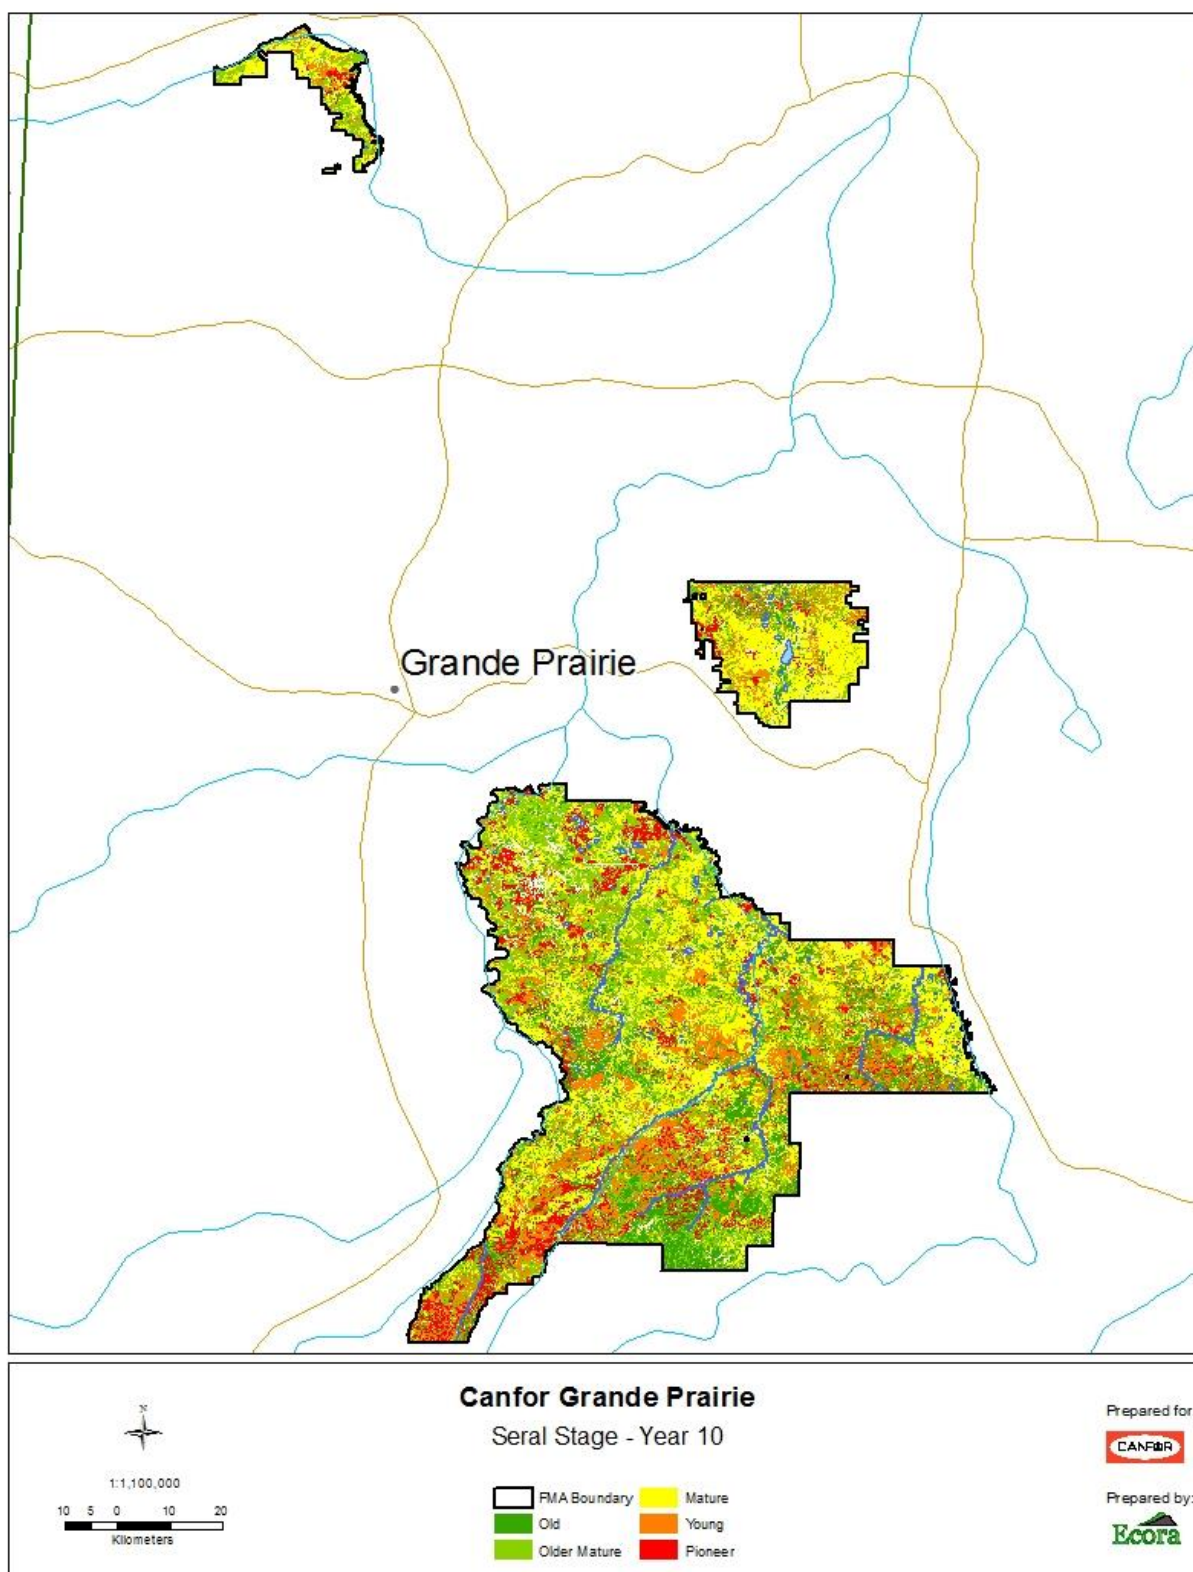 Grande Prairie
Canfor Grande Prairie
Seral Stage - Year 10
N
1:1,100,000
10 5 0 10 20
Kilometers
FMA Boundary
Old
Older Mature
Mature
Young
Pioneer
Prepared for
CANFOR
Prepared by:
Ecora